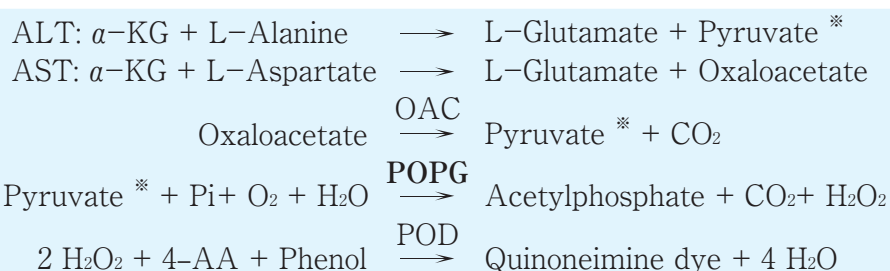 ALT: α-KG + L-Alanine ⟶ L-Glutamate + Pyruvate ※
AST: α-KG + L-Aspartate ⟶ L-Glutamate + Oxaloacetate
OAC
Oxaloacetate ⟶ Pyruvate ※ + CO₂
POPG
Pyruvate ※ + Pi+ O₂ + H₂O ⟶ Acetylphosphate + CO₂+ H₂O₂
POD
2 H₂O₂ + 4-AA + Phenol ⟶ Quinoneimine dye + 4 H₂O